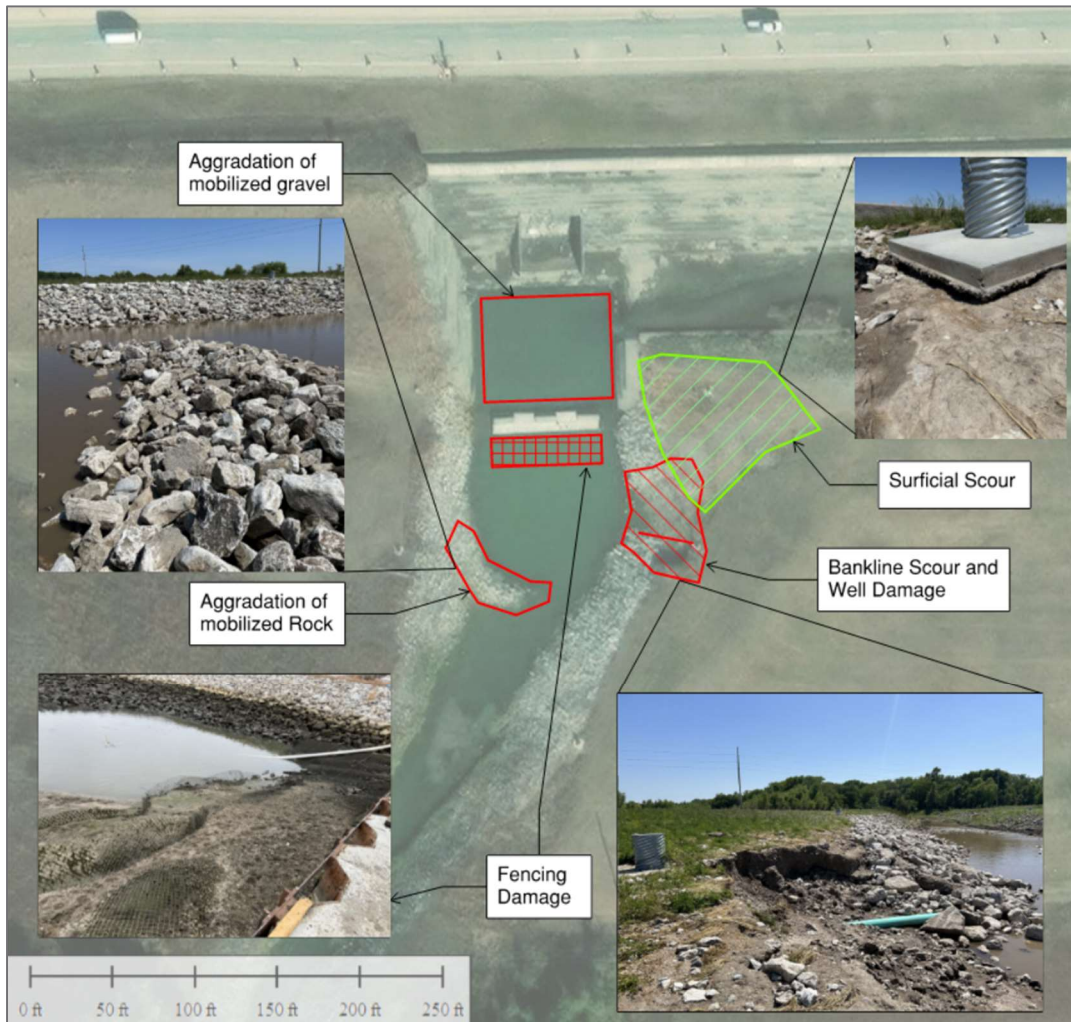 Aggradation of
mobilized gravel
Surficial Scour
Bankline Scour and
Well Damage
Aggradation of
mobilized Rock
Fencing
Damage
0 ft 50 ft 100 ft 150 ft 200 ft 250 ft